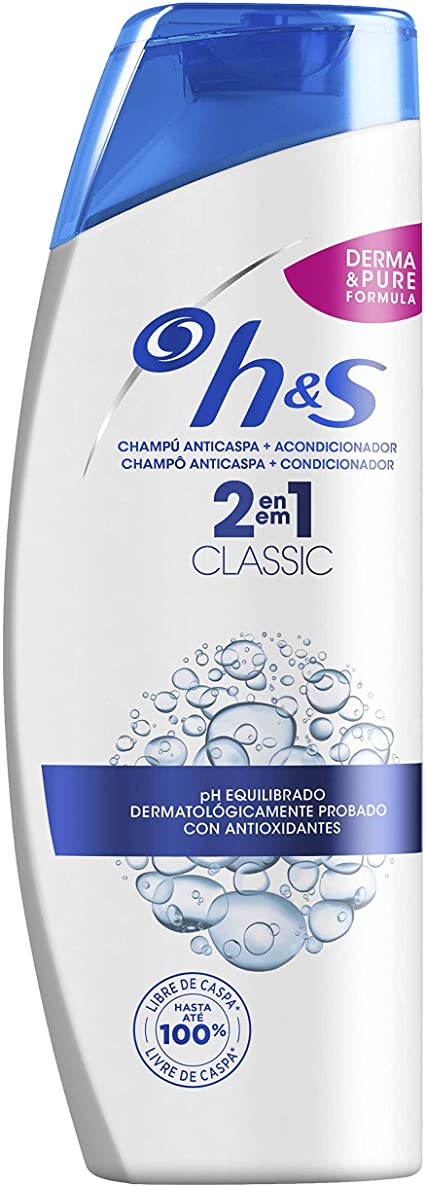 DERMA
&PURE
FORMULA
h&s
CHAMPÚ ANTICASPA + ACONDICIONADOR
CHAMPÔ ANTICASPA + CONDICIONADOR
2 en em 1
CLASSIC
pH EQUILIBRADO
DERMATOLÓGICAMENTE PROBADO
CON ANTIOXIDANTES
LIBRE DE CASPA*
HASTA
ATÉ
100%
LIVRE DE CASPA*